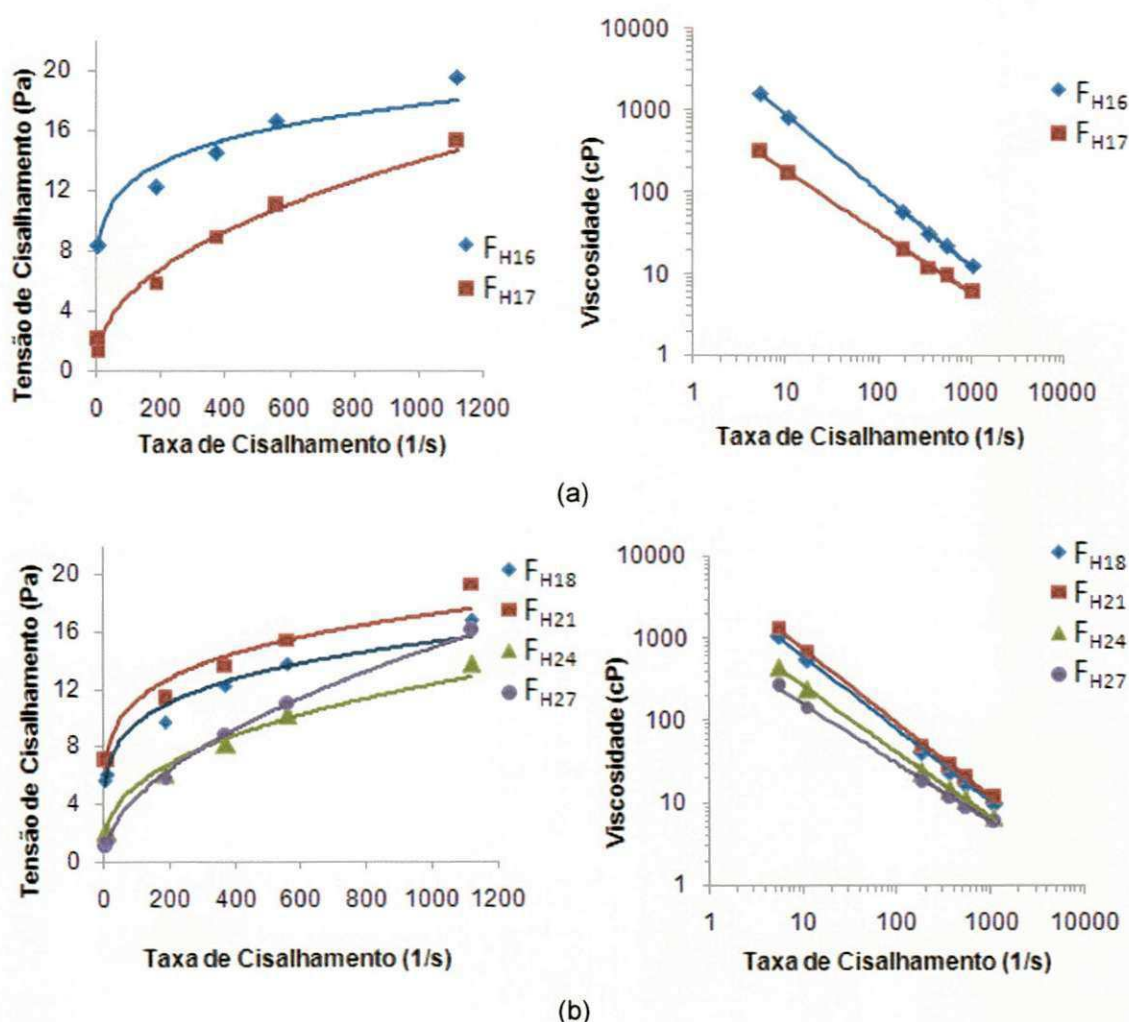 Tensão de Cisalhamento (Pa)
20
16
12
8
4
0
0 200 400 600 800 1000 1200
Taxa de Cisalhamento (1/s)
FH16
FH17
Viscosidade (cP)
10000
1000
100
10
1
1 10 100 1000 10000
Taxa de Cisalhamento (1/s)
FH16
FH17
(a)
Tensão de Cisalhamento (Pa)
20
16
12
8
4
0
0 200 400 600 800 1000 1200
Taxa de Cisalhamento (1/s)
FH18
FH21
FH24
FH27
Viscosidade (cP)
10000
1000
100
10
1
1 10 100 1000 10000
Taxa de Cisalhamento (1/s)
FH18
FH21
FH24
FH27
(b)